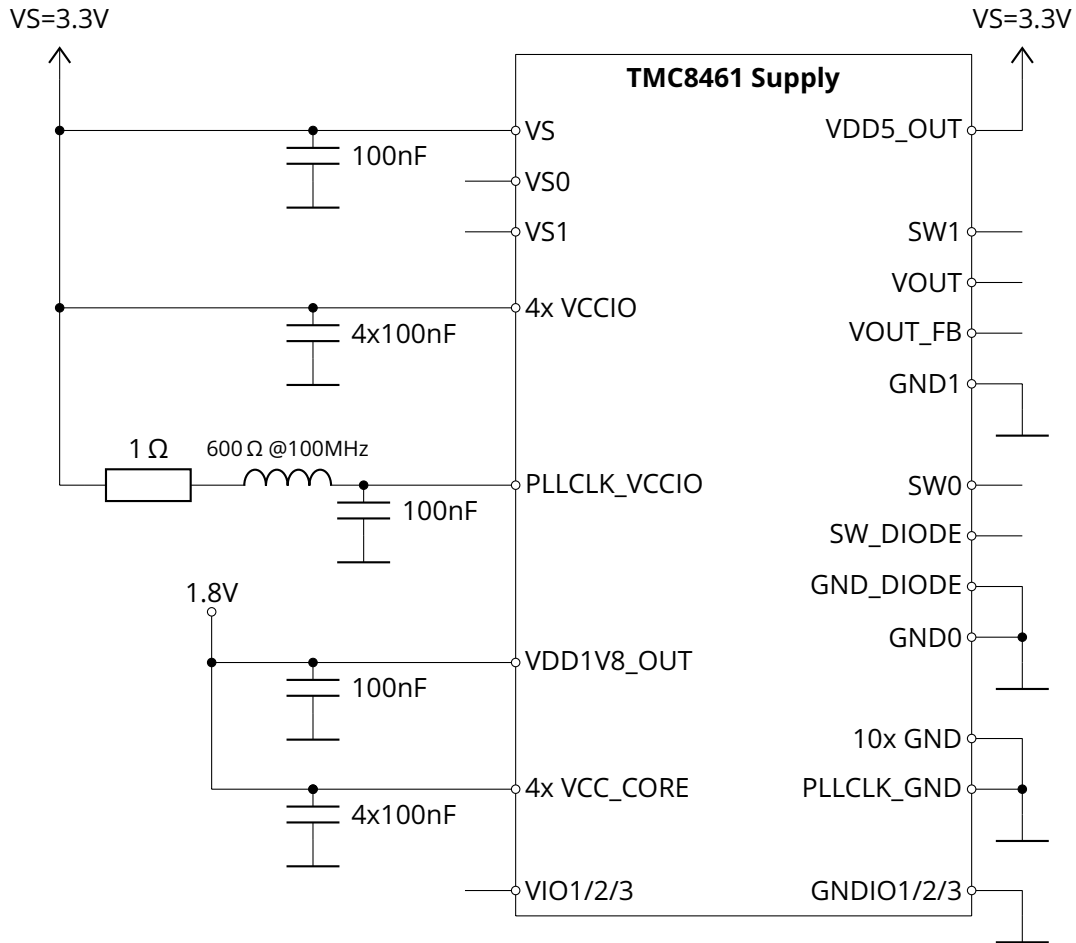 VS=3.3V
VS=3.3V
TMC8461 Supply
VS
VDD5_OUT
100nF
VS0
VS1
SW1
VOUT
4x VCCIO
4x100nF
VOUT_FB
GND1
1 Ω
600 Ω @100MHz
PLLCLK_VCCIO
SW0
100nF
SW_DIODE
GND_DIODE
1.8V
GND0
VDD1V8_OUT
100nF
10x GND
4x VCC_CORE
PLLCLK_GND
4x100nF
VIO1/2/3
GNDIO1/2/3